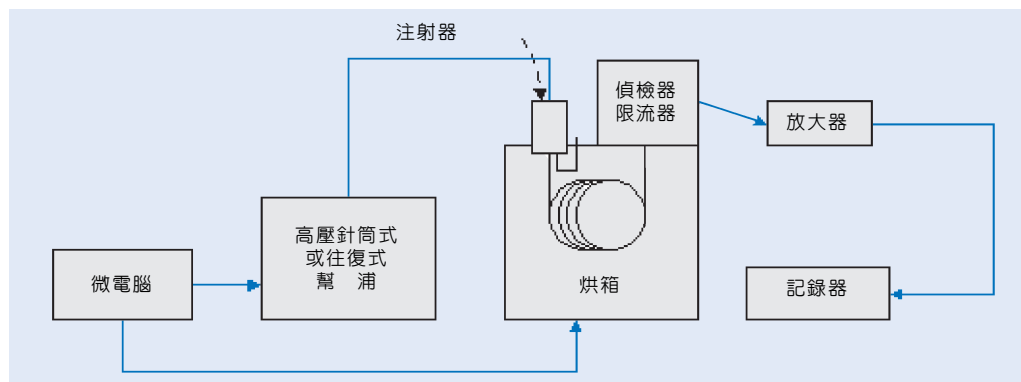 注射器
偵檢器
限流器
放大器
高壓針筒式
或往復式
幫 浦
微電腦
烘箱
記錄器